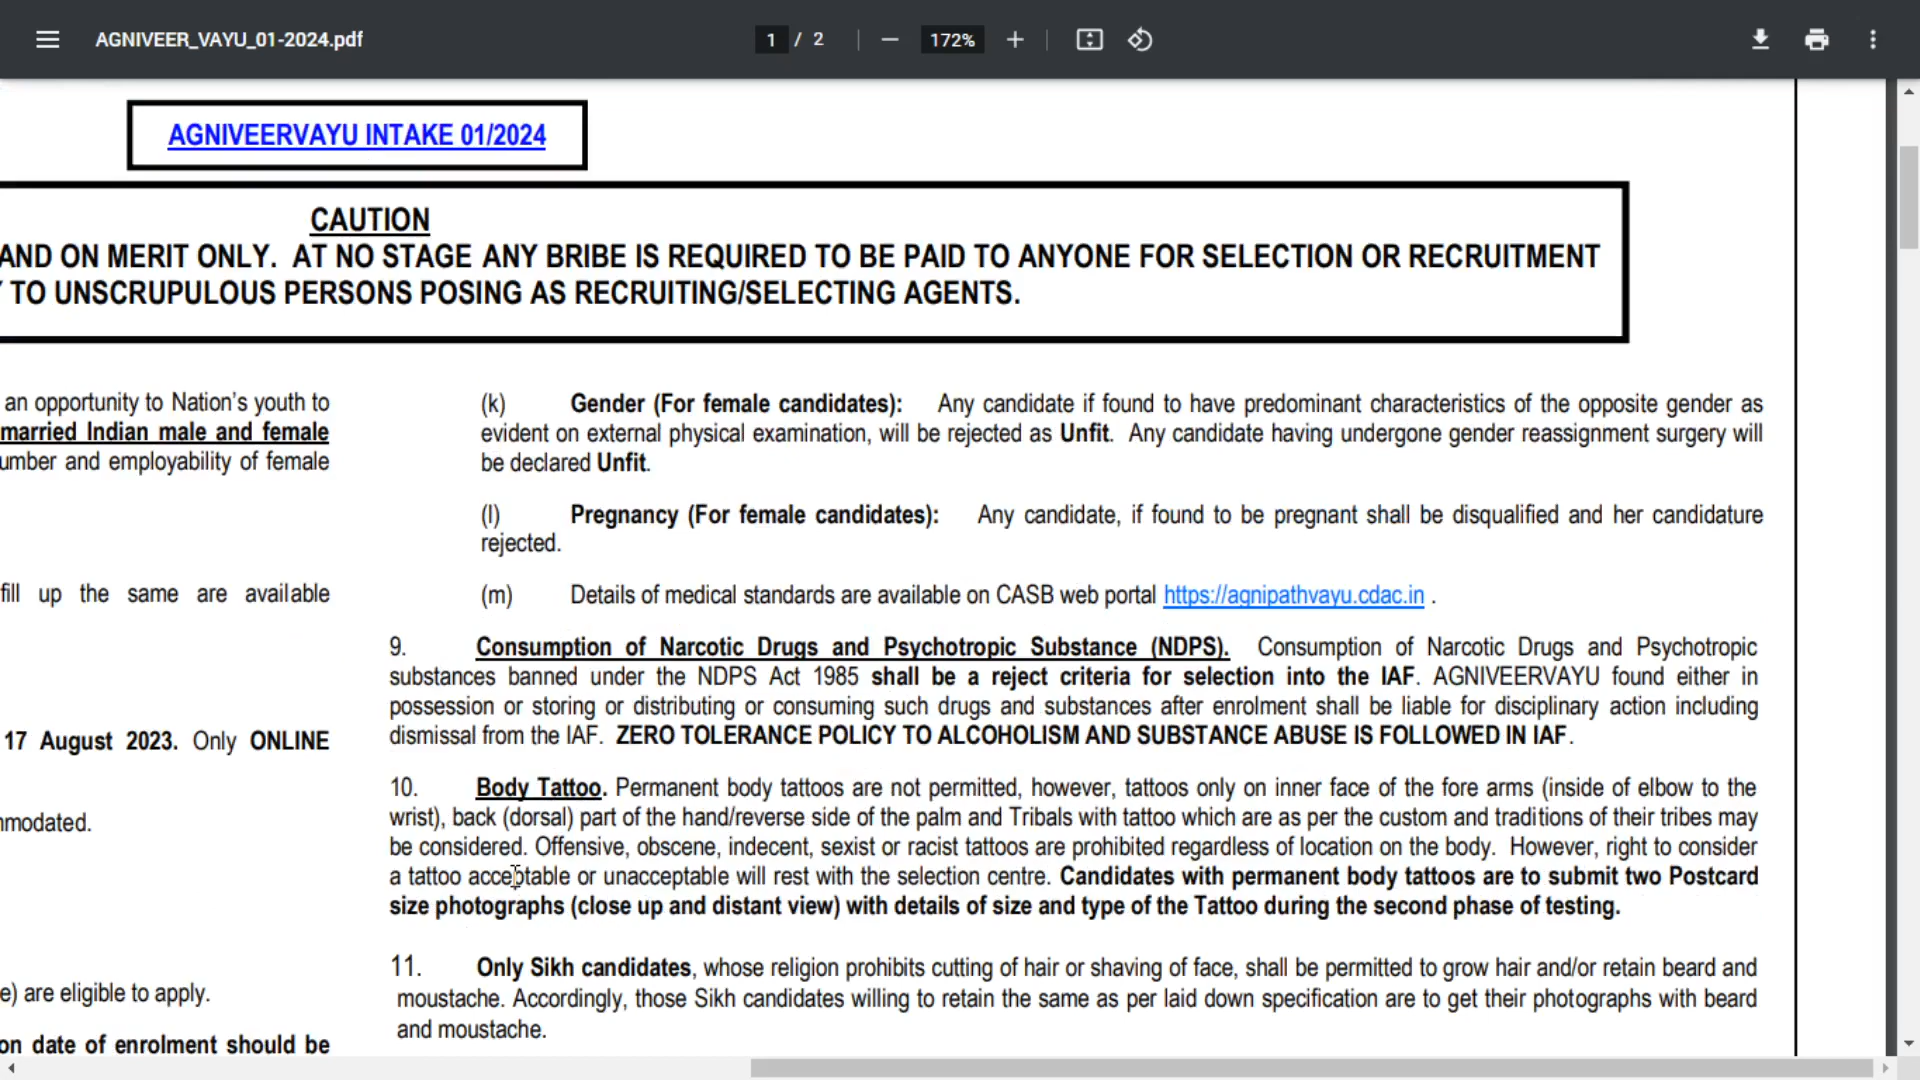 AGNIVEER_VAYU_01-2024.pdf
1 / 2
172%
AGNIVEERVAYU INTAKE 01/2024
CAUTION
AND ON MERIT ONLY. AT NO STAGE ANY BRIBE IS REQUIRED TO BE PAID TO ANYONE FOR SELECTION OR RECRUITMENT
TO UNSCRUPULOUS PERSONS POSING AS RECRUITING/SELECTING AGENTS.
an opportunity to Nation's youth to
married Indian male and female
umber and employability of female
fill up the same are available
17 August 2023. Only ONLINE
mmodated.
e) are eligible to apply.
on date of enrolment should be
(k) Gender (For female candidates): Any candidate if found to have predominant characteristics of the opposite gender as
evident on external physical examination, will be rejected as Unfit. Any candidate having undergone gender reassignment surgery will
be declared Unfit.
(l) Pregnancy (For female candidates): Any candidate, if found to be pregnant shall be disqualified and her candidature
rejected.
(m) Details of medical standards are available on CASB web portal https://agnipathvayu.cdac.in .
9. Consumption of Narcotic Drugs and Psychotropic Substance (NDPS). Consumption of Narcotic Drugs and Psychotropic
substances banned under the NDPS Act 1985 shall be a reject criteria for selection into the IAF. AGNIVEERVAYU found either in
possession or storing or distributing or consuming such drugs and substances after enrolment shall be liable for disciplinary action including
dismissal from the IAF. ZERO TOLERANCE POLICY TO ALCOHOLISM AND SUBSTANCE ABUSE IS FOLLOWED IN IAF.
10. Body Tattoo. Permanent body tattoos are not permitted, however, tattoos only on inner face of the fore arms (inside of elbow to the
wrist), back (dorsal) part of the hand/reverse side of the palm and Tribals with tattoo which are as per the custom and traditions of their tribes may
be considered. Offensive, obscene, indecent, sexist or racist tattoos are prohibited regardless of location on the body. However, right to consider
a tattoo acceptable or unacceptable will rest with the selection centre. Candidates with permanent body tattoos are to submit two Postcard
size photographs (close up and distant view) with details of size and type of the Tattoo during the second phase of testing.
11. Only Sikh candidates, whose religion prohibits cutting of hair or shaving of face, shall be permitted to grow hair and/or retain beard and
moustache. Accordingly, those Sikh candidates willing to retain the same as per laid down specification are to get their photographs with beard
and moustache.